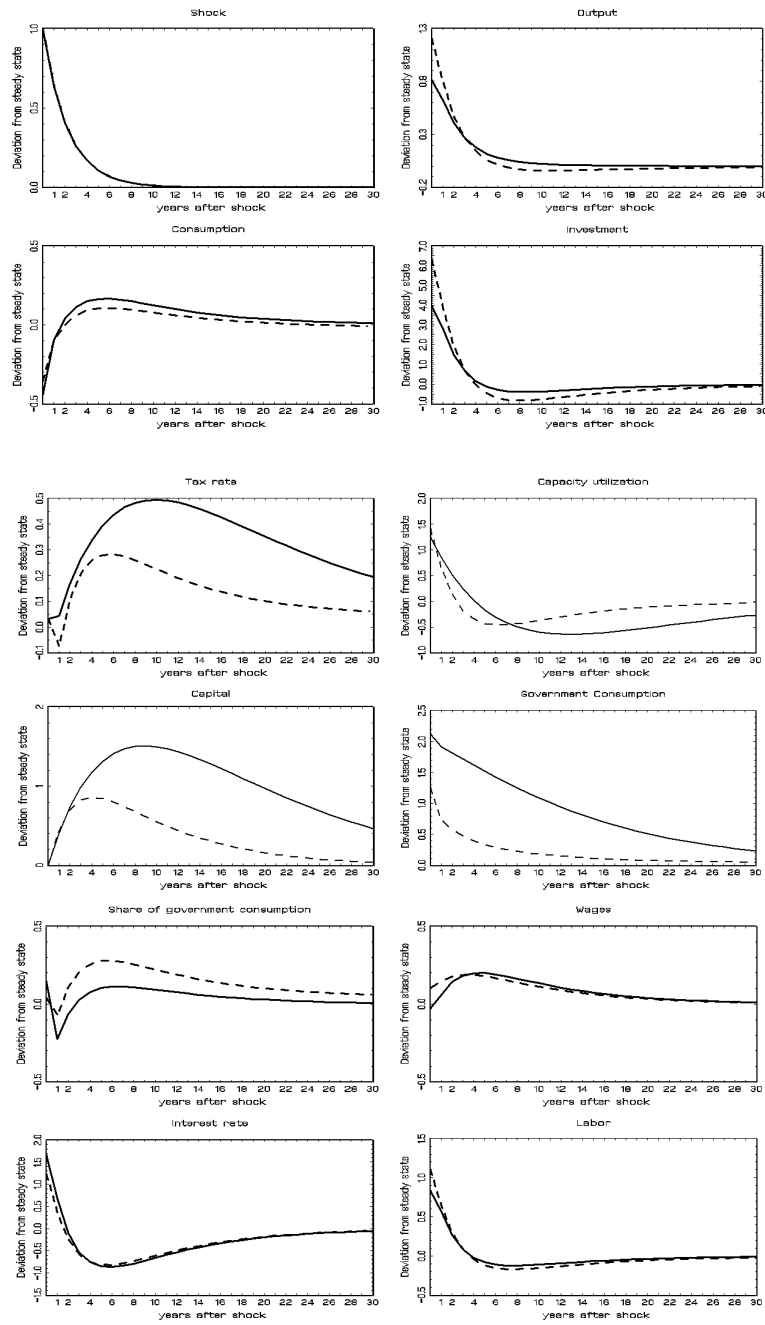 Shock
Deviation from steady state
1.0
0.5
0.0
1 2 4 6 8 10 12 14 16 18 20 22 24 26 28 30
years after shock
Output
Deviation from steady state
1.3
0.8
0.3
-0.2
1 2 4 6 8 10 12 14 16 18 20 22 24 26 28 30
years after shock
Consumption
Deviation from steady state
0.5
0.0
-0.5
1 2 4 6 8 10 12 14 16 18 20 22 24 26 28 30
years after shock
Investment
Deviation from steady state
7.0
6.0
5.0
4.0
3.0
2.0
1.0
0.0
-1.0
1 2 4 6 8 10 12 14 16 18 20 22 24 26 28 30
years after shock
Tax rate
Deviation from steady state
0.5
0.4
0.3
0.2
0.1
0.0
-0.1
1 2 4 6 8 10 12 14 16 18 20 22 24 26 28 30
years after shock
Capacity utilization
Deviation from steady state
2.0
1.5
1.0
0.5
0.0
-0.5
-1.0
1 2 4 6 8 10 12 14 16 18 20 22 24 26 28 30
years after shock
Capital
Deviation from steady state
2
1
0
1 2 4 6 8 10 12 14 16 18 20 22 24 26 28 30
years after shock
Government Consumption
Deviation from steady state
2.5
2.0
1.5
1.0
0.5
0.0
1 2 4 6 8 10 12 14 16 18 20 22 24 26 28 30
years after shock
Share of government consumption
Deviation from steady state
0.5
0.0
-0.5
1 2 4 6 8 10 12 14 16 18 20 22 24 26 28 30
years after shock
Wages
Deviation from steady state
0.5
0.0
-0.5
1 2 4 6 8 10 12 14 16 18 20 22 24 26 28 30
years after shock
Interest rate
Deviation from steady state
2.0
1.5
1.0
0.5
0.0
-0.5
-1.0
-1.5
1 2 4 6 8 10 12 14 16 18 20 22 24 26 28 30
years after shock
Labor
Deviation from steady state
1.5
1.0
0.5
0.0
-0.5
1 2 4 6 8 10 12 14 16 18 20 22 24 26 28 30
years after shock